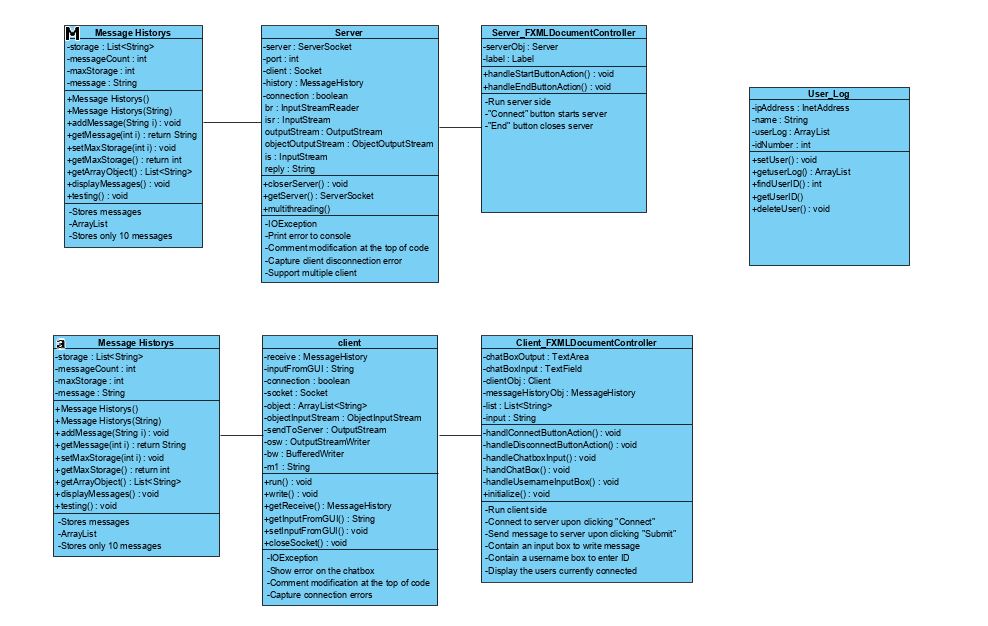 M
Message Historys
-storage : List<String>
-messageCount : int
-maxStorage : int
-message : String
+Message Historys()
+Message Historys(String)
+addMessage(String i) : void
+getMessage(int i) : return String
+setMaxStorage(int i) : void
+getMaxStorage() : return int
+getArrayObject() : List<String>
+displayMessages() : void
+testing() : void
-Stores messages
-ArrayList
-Stores only 10 messages
Server
-server : ServerSocket
-port : int
-client : Socket
-history : MessageHistory
-connection : boolean
br : InputStreamReader
isr : InputStream
outputStream : OutputStream
objectOutputStream : ObjectOutputStream
is : InputStream
reply : String
+closerServer() : void
+getServer() : ServerSocket
+multithreading()
-IOException
-Print error to console
-Comment modification at the top of code
-Capture client disconnection error
-Support multiple client
Server_FXMLDocumentController
-serverObj : Server
-label : Label
+handleStartButtonAction() : void
+handleEndButtonAction() : void
-Run server side
-"Connect" button starts server
-"End" button closes server
User_Log
-ipAddress : InetAddress
-name : String
-userLog : ArrayList
-idNumber : int
+setUser() : void
+getuserLog() : ArrayList
+findUserID() : int
+getUserID()
+deleteUser() : void
a
Message Historys
-storage : List<String>
-messageCount : int
-maxStorage : int
-message : String
+Message Historys()
+Message Historys(String)
+addMessage(String i) : void
+getMessage(int i) : return String
+setMaxStorage(int i) : void
+getMaxStorage() : return int
+getArrayObject() : List<String>
+displayMessages() : void
+testing() : void
-Stores messages
-ArrayList
-Stores only 10 messages
client
-receive : MessageHistory
-inputFromGUI : String
-connection : boolean
-socket : Socket
-object : ArrayList<String>
-objectInputStream : ObjectInputStream
-sendToServer : OutputStream
-osw : OutputStreamWriter
-bw : BufferedWriter
-m1 : String
+run() : void
+write() : void
+getReceive() : MessageHistory
+getInputFromGUI() : String
+setInputFromGUI() : void
+closeSocket() : void
-IOException
-Show error on the chatbox
-Comment modification at the top of code
-Capture connection errors
Client_FXMLDocumentController
-chatBoxOutput : TextArea
-chatBoxInput : TextField
-clientObj : Client
-messageHistoryObj : MessageHistory
-list : List<String>
-input : String
+handlConnectButtonAction() : void
-handleDisconnectButtonAction() : void
-handleChatboxInput() : void
-handChatBox() : void
-handleUsernameInputBox() : void
+initialize() : void
-Run client side
-Connect to server upon clicking "Connect"
-Send message to server upon clicking "Submit"
-Contain an input box to write message
-Contain a username box to enter ID
-Display the users currently connected